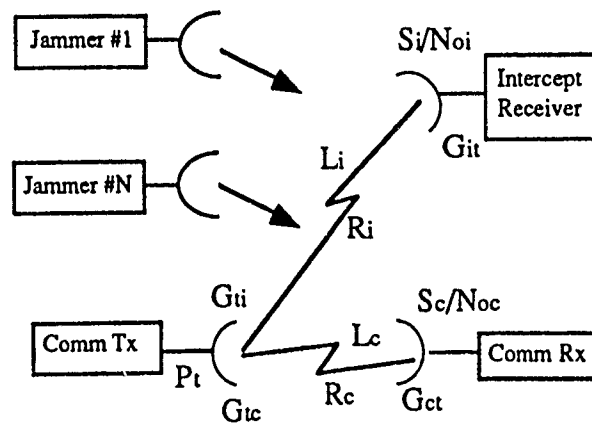 Jammer #1
Si/Noi
Intercept
Receiver
Git
Li
Jammer #N
Ri
Gti
Sc/Noc
Comm Tx
Lc
Comm Rx
Pt
Rc
Gct
Gtc